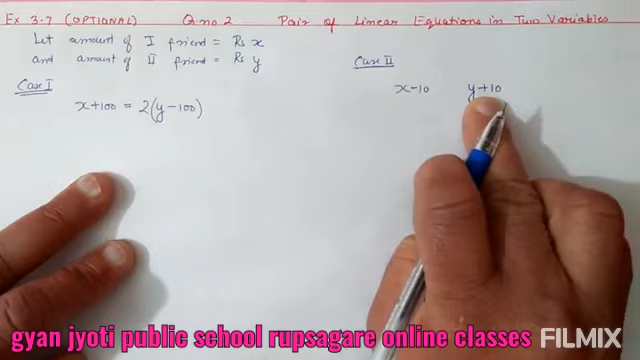 Ex 3.7 (OPTIONAL) Q.no 2 Pair of Linear Equations in Two Variables
Let amount of I friend = Rs x
and amount of II friend = Rs y
Case I
x+100 = 2(y-100)
Case II
x-10 y+10
gyan jyoti public school rupsagare online classes
FILMIX